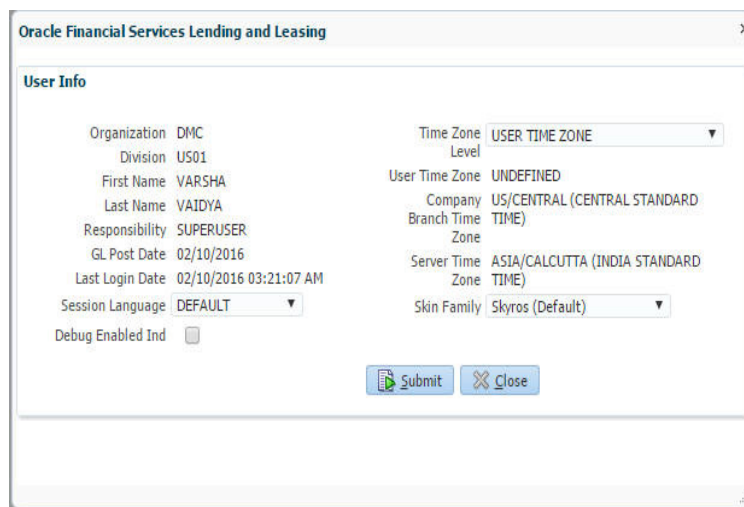 Oracle Financial Services Lending and Leasing
User Info
Organization DMC
Division US01
First Name VARSHA
Last Name VAIDYA
Responsibility SUPERUSER
GL Post Date 02/10/2016
Last Login Date 02/10/2016 03:21:07 AM
Session Language DEFAULT
Debug Enabled Ind
Time Zone USER TIME ZONE
Level
User Time Zone UNDEFINED
Company US/CENTRAL (CENTRAL STANDARD
Branch Time TIME)
Zone
Server Time ASIA/CALCUTTA (INDIA STANDARD
Zone TIME)
Skin Family Skyros (Default)
Submit Close